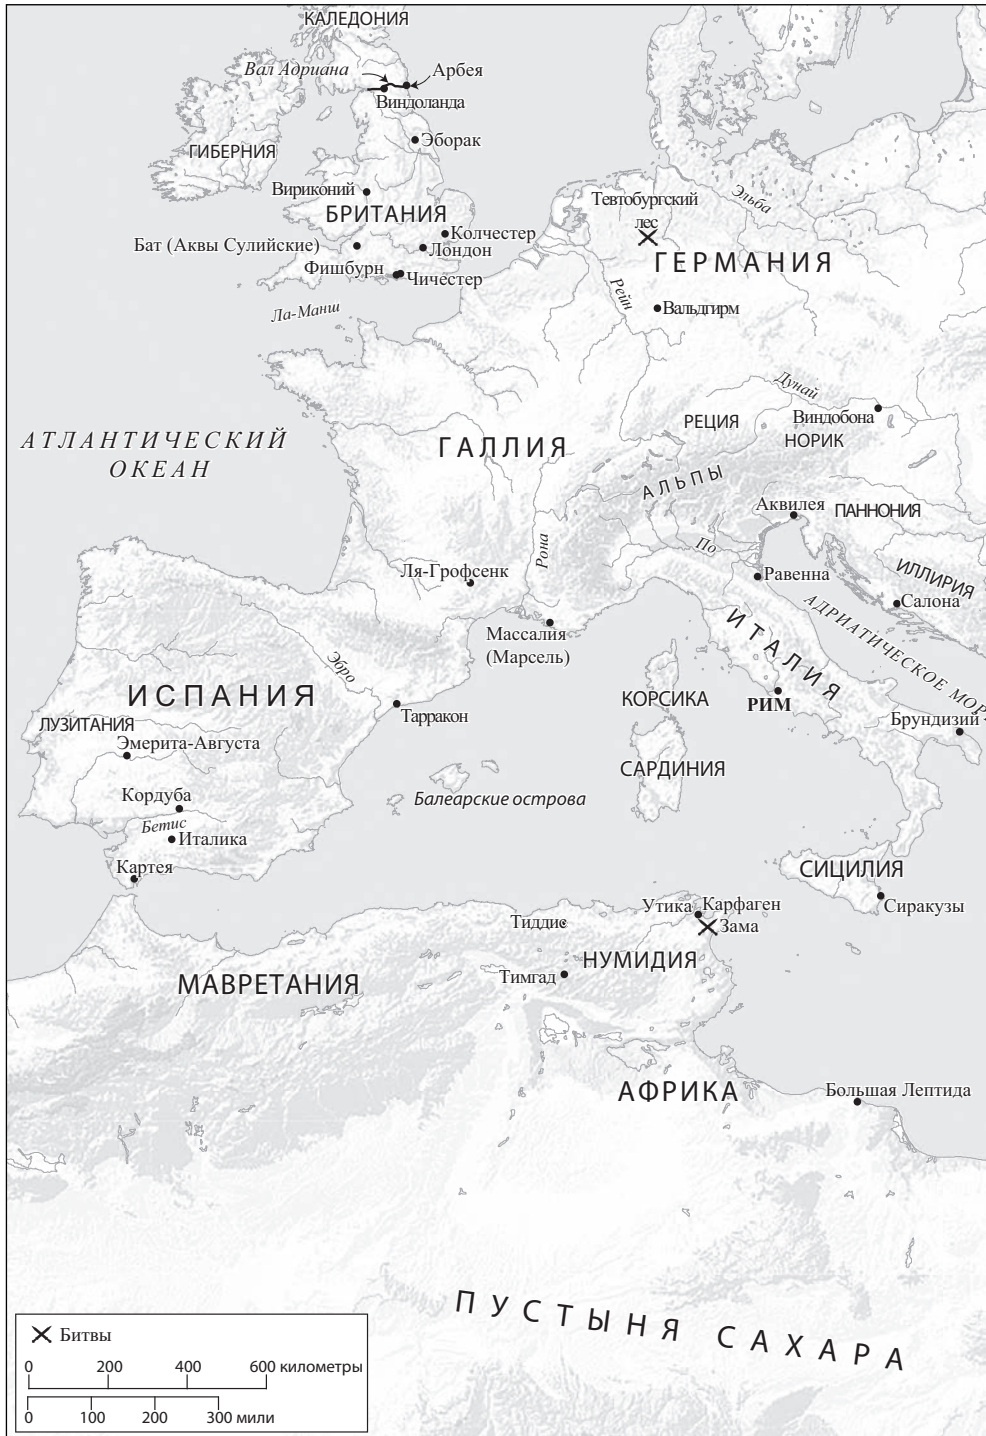 КАЛЕДОНИЯ
Вал Адриана
Арбея
Виндоланда
Эборак
ГИБЕРНИЯ
Вириконий
БРИТАНИЯ
Колчестер
Бат (Аквы Сулийские)
Лондон
Фишбурн
Чичестер
Ла-Манш
Тевтобургский
лес
Эльба
ГЕРМАНИЯ
Рейн
Вальдгирм
Дунай
РЕЦИЯ
Виндобона
НОРИК
АТЛАНТИЧЕСКИЙ
ОКЕАН
ГАЛЛИЯ
АЛЬПЫ
Аквилея
ПАННОНИЯ
Рона
По
Ля-Грофсенк
Равенна
ИЛЛИРИЯ
Салона
АДРИАТИЧЕСКОЕ МОРЕ
Массалия
(Марсель)
ИТАЛИЯ
Эбро
ИСПАНИЯ
КОРСИКА
РИМ
Тарракон
ЛУЗИТАНИЯ
Брундизий
Эмерита-Августа
САРДИНИЯ
Кордуба
Балеарские острова
Бетис
Италика
Картея
СИЦИЛИЯ
Сиракузы
Утика
Карфаген
Тиддис
Зама
НУМИДИЯ
Тимгад
МАВРЕТАНИЯ
АФРИКА
Большая Лептида
ПУСТЫНЯ САХАРА
Битвы
0 200 400 600 километры
0 100 200 300 мили